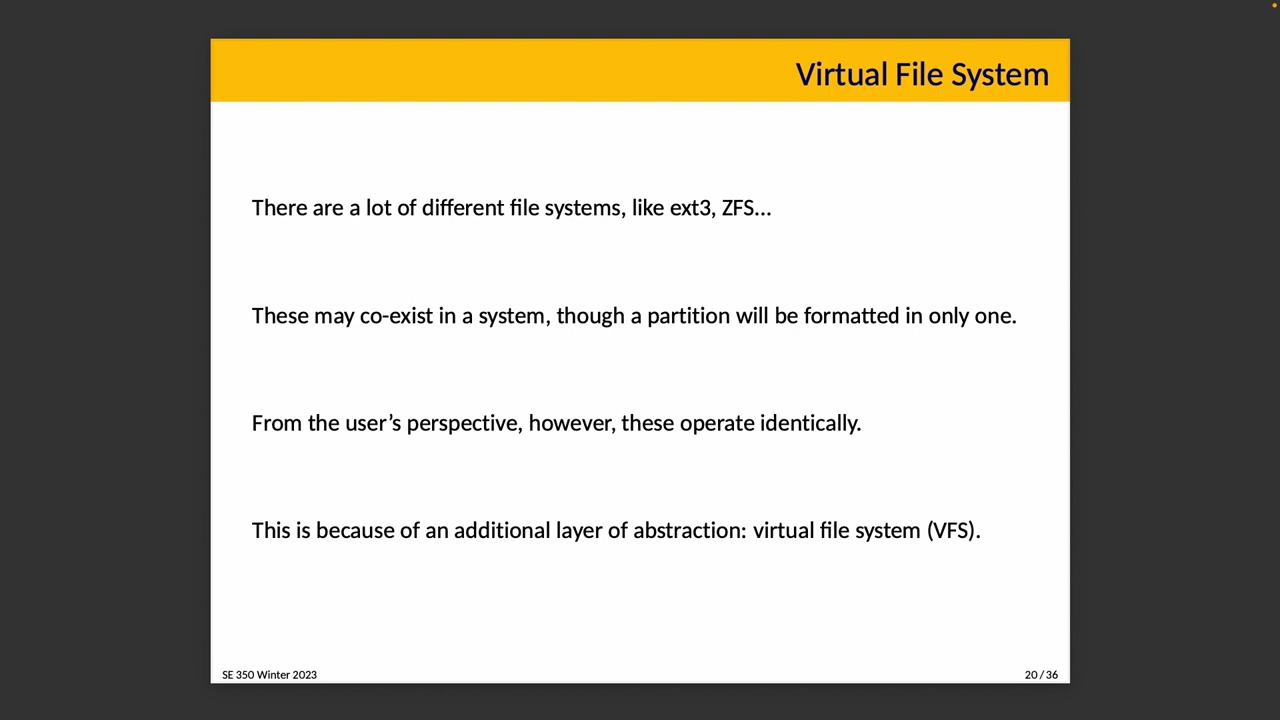 Virtual File System
There are a lot of different file systems, like ext3, ZFS...
These may co-exist in a system, though a partition will be formatted in only one.
From the user’s perspective, however, these operate identically.
This is because of an additional layer of abstraction: virtual file system (VFS).
SE 350 Winter 2023
20 / 36